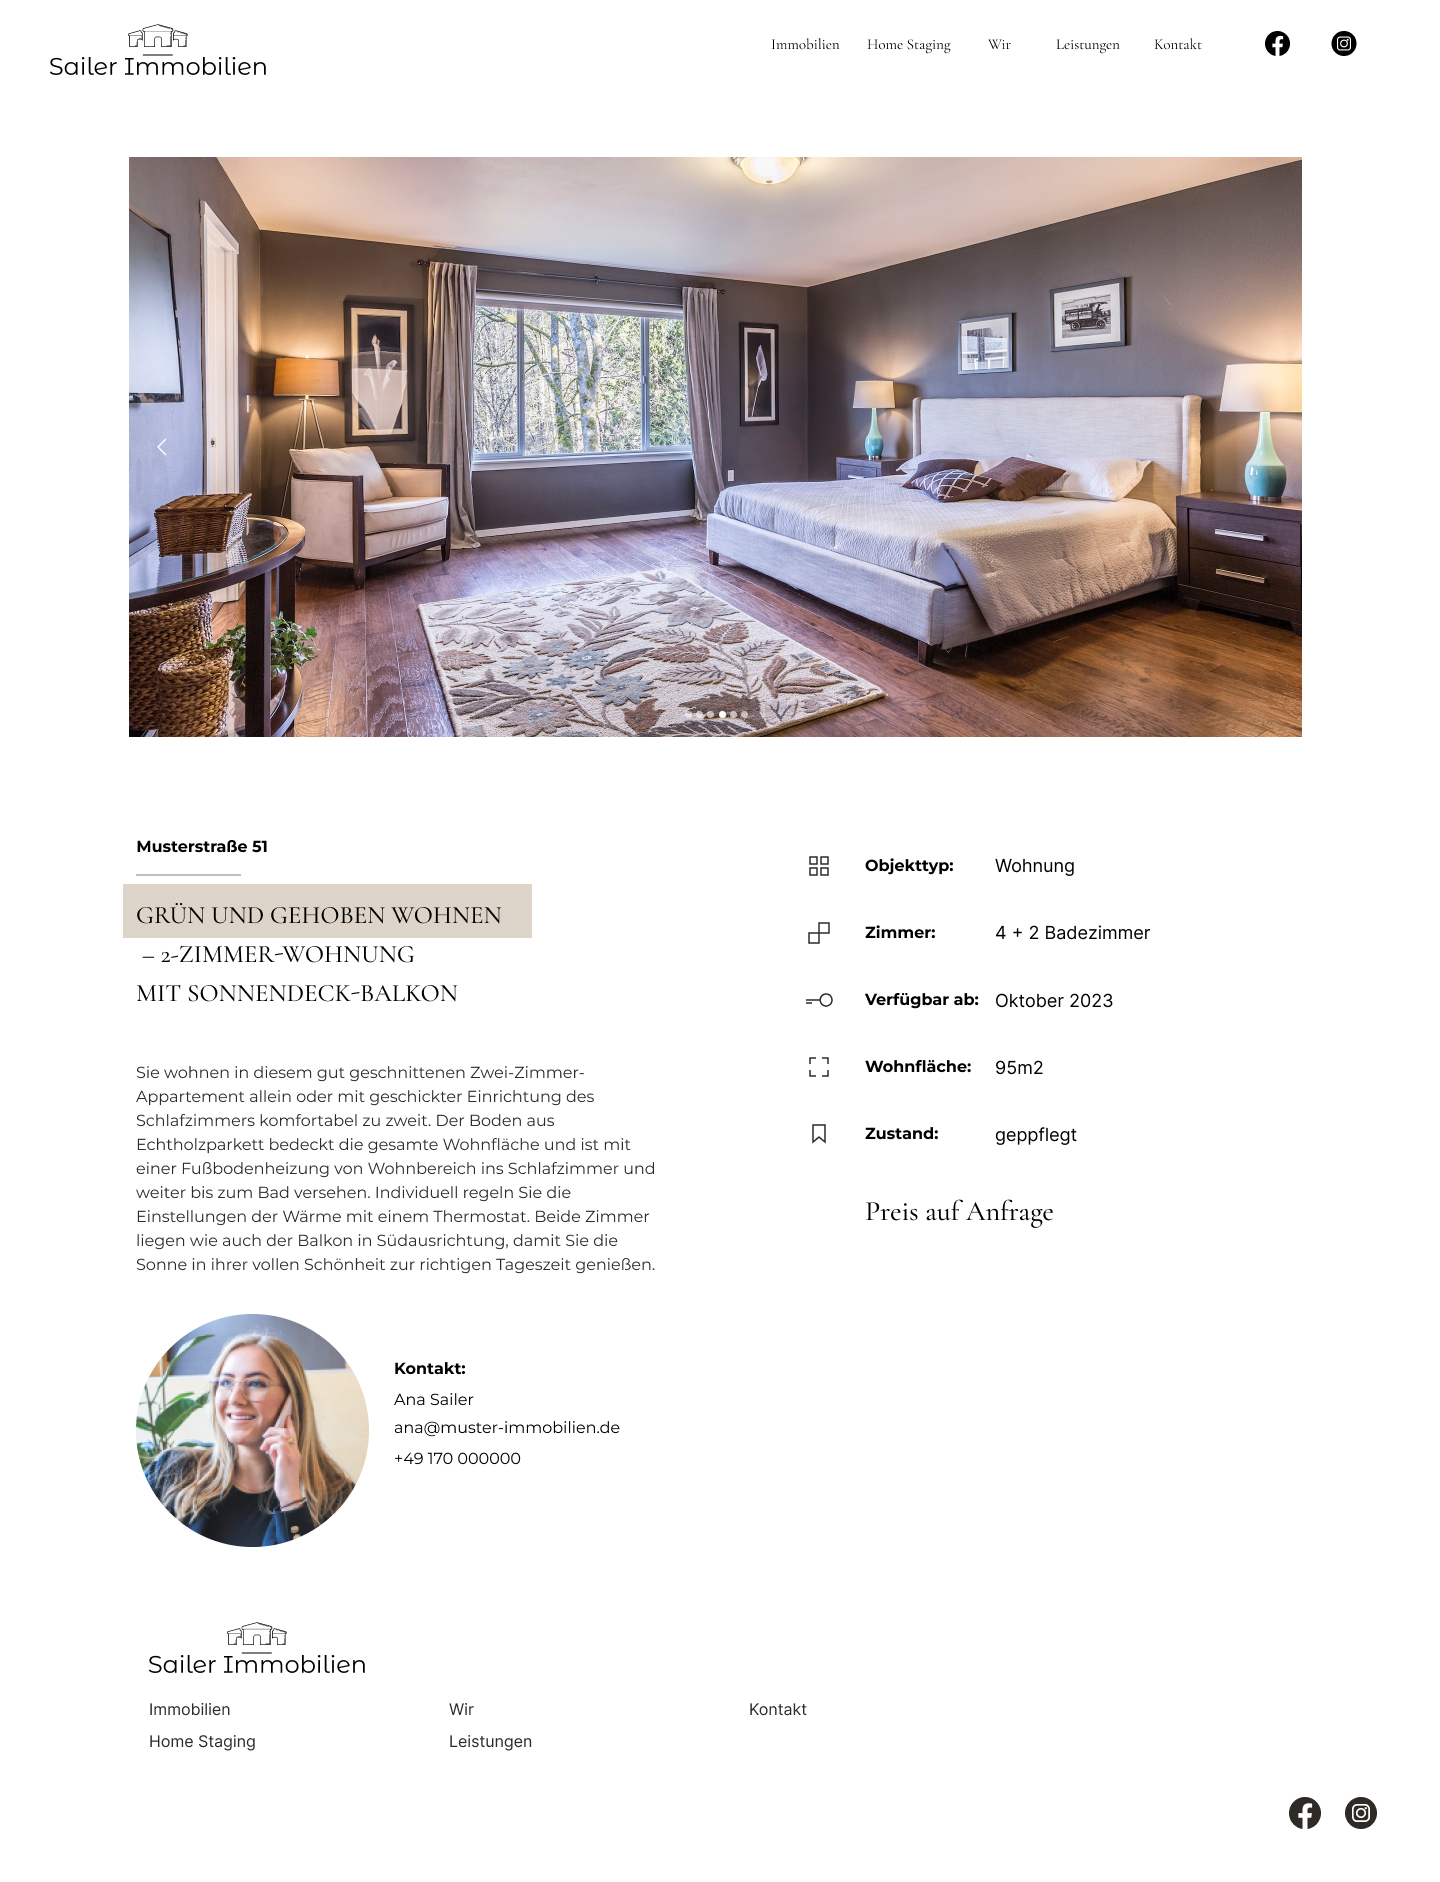 Sailer Immobilien
Immobilien Home Staging Wir Leistungen Kontakt
Musterstraße 51
GRÜN UND GEHOBEN WOHNEN
– 2-ZIMMER-WOHNUNG
MIT SONNENDECK-BALKON
Sie wohnen in diesem gut geschnittenen Zwei-Zimmer-
Appartement allein oder mit geschickter Einrichtung des
Schlafzimmers komfortabel zu zweit. Der Boden aus
Echtholzparkett bedeckt die gesamte Wohnfläche und ist mit
einer Fußbodenheizung von Wohnbereich ins Schlafzimmer und
weiter bis zum Bad versehen. Individuell regeln Sie die
Einstellungen der Wärme mit einem Thermostat. Beide Zimmer
liegen wie auch der Balkon in Südausrichtung, damit Sie die
Sonne in ihrer vollen Schönheit zur richtigen Tageszeit genießen.
Objekttyp: Wohnung
Zimmer: 4 + 2 Badezimmer
Verfügbar ab: Oktober 2023
Wohnfläche: 95m2
Zustand: geppflegt
Preis auf Anfrage
Kontakt:
Ana Sailer
ana@muster-immobilien.de
+49 170 000000
Sailer Immobilien
Immobilien Wir Kontakt
Home Staging Leistungen